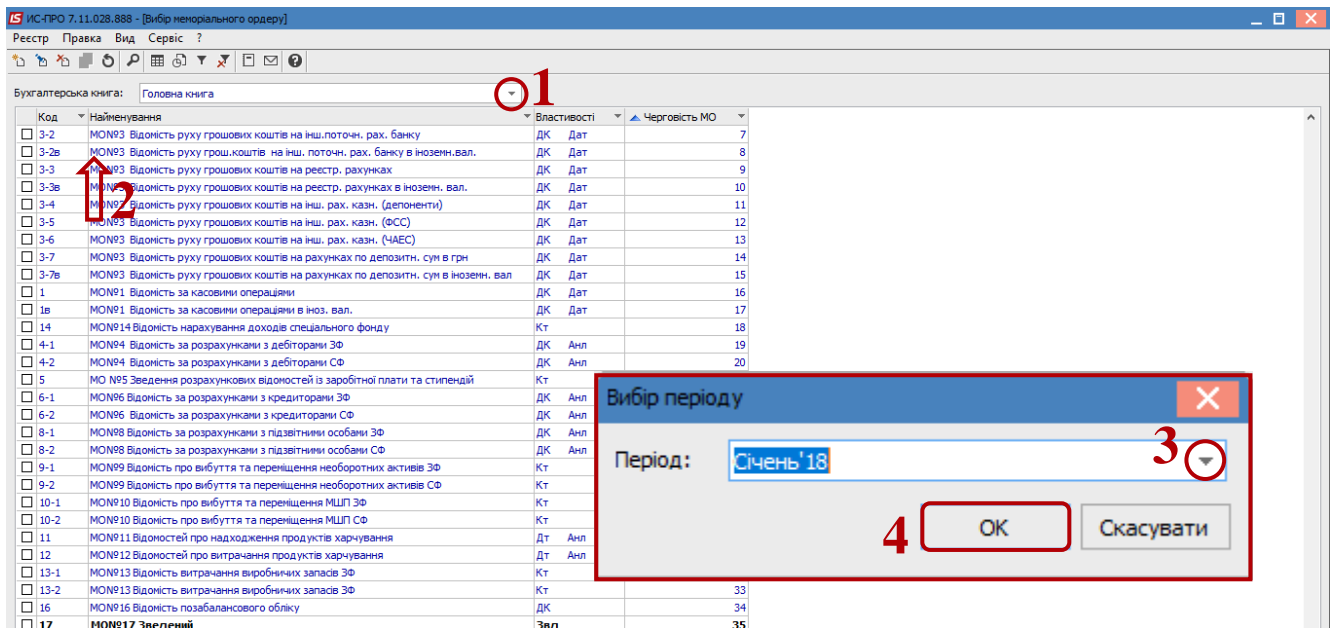 ИС-ПРО 7.11.028.888 - [Вибір меморіального ордеру]
Реєстр Правка Вид Сервіс ?
Бухгалтерська книга: Головна книга 1
Код Найменування Властивості Черговість МО
3-2 МО№3 Відомість руху грошових коштів на інш.поточн. рах. банку ДК Дат 7
3-2в МО№3 Відомість руху грош.коштів на інш. поточн. рах. банку в іноземн.вал. ДК Дат 8
3-3 МО№3 Відомість руху грошових коштів на реєстр. рахунках ДК Дат 9
3-3в МО№3 Відомість руху грошових коштів на реєстр. рахунках в іноземн. вал. ДК Дат 10
2
3-4 МО№3 Відомість руху грошових коштів на інш. рах. казн. (депоненти) ДК Дат 11
3-5 МО№3 Відомість руху грошових коштів на інш. рах. казн. (ФСС) ДК Дат 12
3-6 МО№3 Відомість руху грошових коштів на інш. рах. казн. (ЧАЕС) ДК Дат 13
3-7 МО№3 Відомість руху грошових коштів на рахунках по депозитн. сум в грн ДК Дат 14
3-7в МО№3 Відомість руху грошових коштів на рахунках по депозитн. сум в іноземн. вал ДК Дат 15
1 МО№1 Відомість за касовими операціями ДК Дат 16
1в МО№1 Відомість за касовими операціями в іноз. вал. ДК Дат 17
14 МО№14 Відомість нарахування доходів спеціального фонду Кт 18
4-1 МО№4 Відомість за розрахунками з дебіторами ЗФ ДК Анл 19
4-2 МО№4 Відомість за розрахунками з дебіторами СФ ДК Анл 20
5 МО №5 Зведення розрахункових відомостей із заробітної плати та стипендій Кт
6-1 МО№6 Відомість за розрахунками з кредиторами ЗФ ДК Анл
6-2 МО№6 Відомість за розрахунками з кредиторами СФ ДК Анл
8-1 МО№8 Відомість за розрахунками з підзвітними особами ЗФ ДК Анл
8-2 МО№8 Відомість за розрахунками з підзвітними особами СФ ДК Анл
9-1 МО№9 Відомість про вибуття та переміщення необоротних активів ЗФ Кт
9-2 МО№9 Відомість про вибуття та переміщення необоротних активів СФ Кт
10-1 МО№10 Відомість про вибуття та переміщення МШП ЗФ Кт
10-2 МО№10 Відомість про вибуття та переміщення МШП СФ Кт
11 МО№11 Відомостей про надходження продуктів харчування Дт Анл
12 МО№12 Відомостей про витрачання продуктів харчування Дт Анл
13-1 МО№13 Відомість витрачання виробничих запасів ЗФ Кт
13-2 МО№13 Відомість витрачання виробничих запасів ЗФ Кт 33
16 МО№16 Відомість позабалансового обліку ДК 34
17 МО№17 Зведений Звд 35
Вибір періоду
Період: Січень'18 3
4 ОК Скасувати